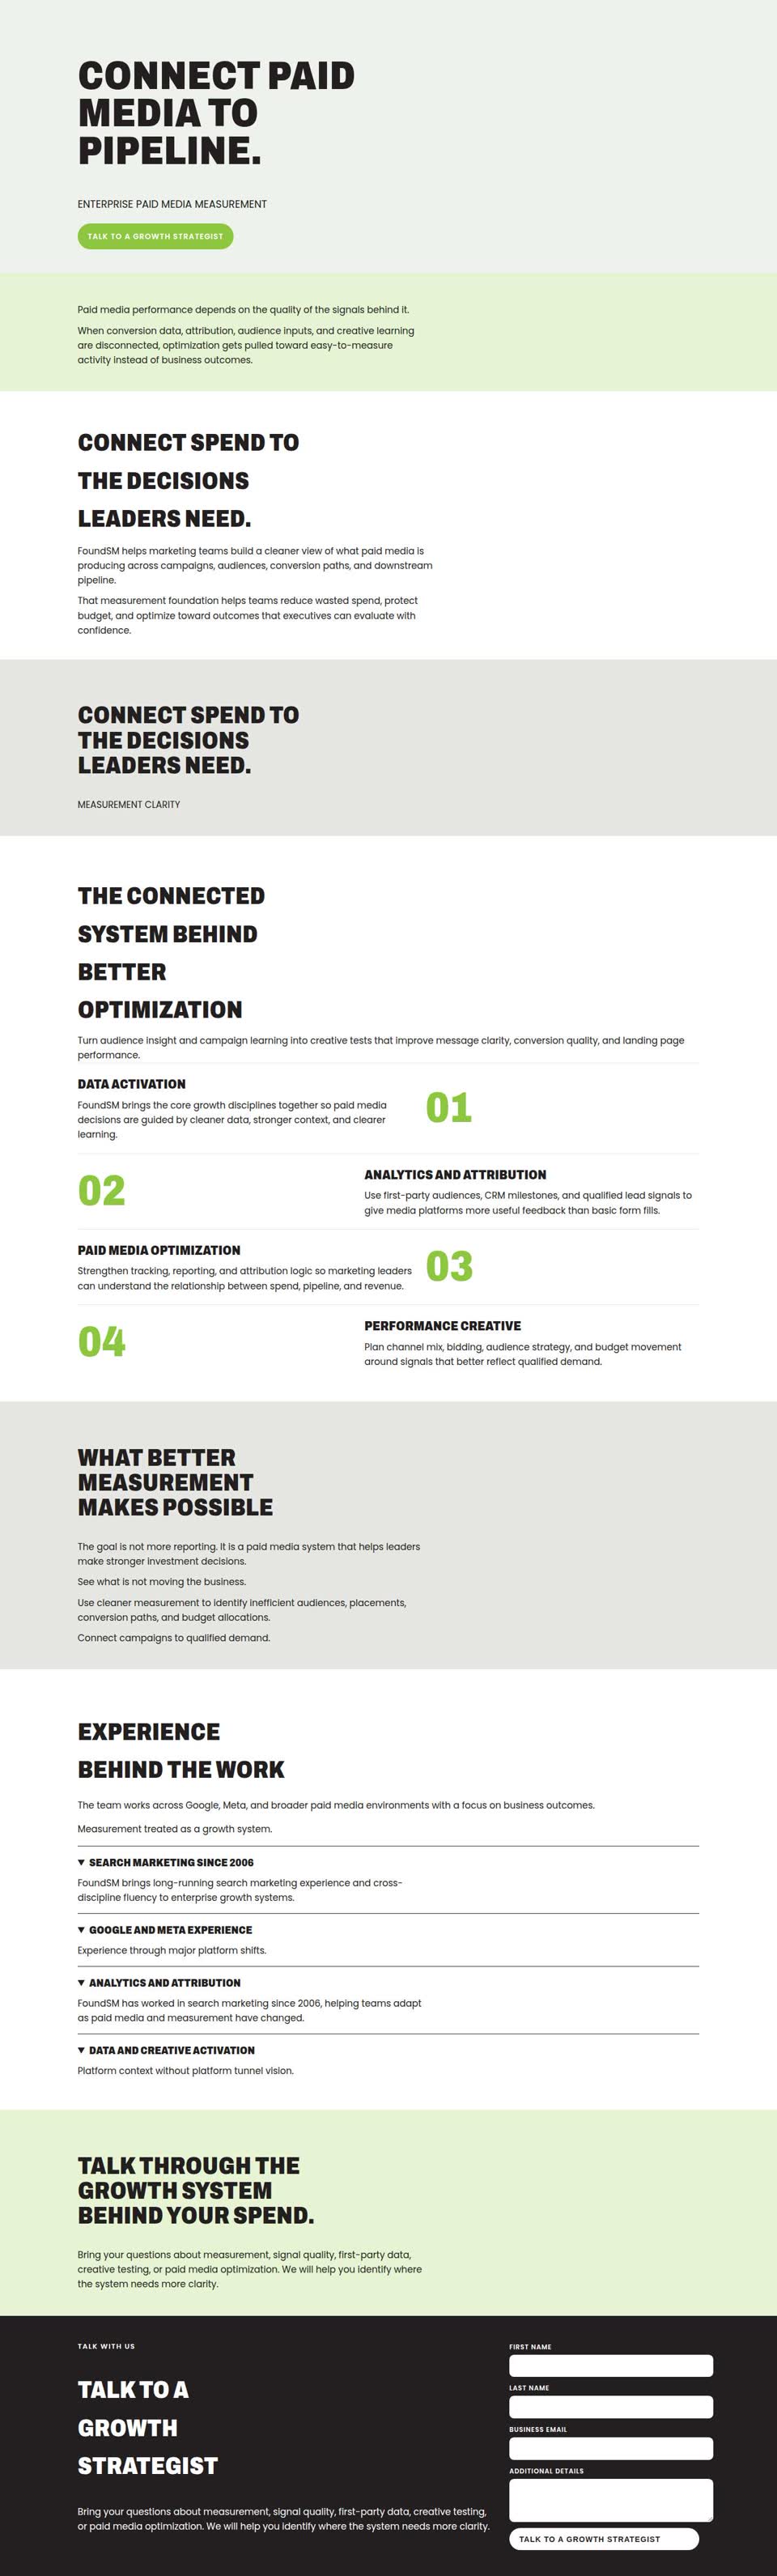 CONNECT PAID
MEDIA TO
PIPELINE.
ENTERPRISE PAID MEDIA MEASUREMENT
TALK TO A GROWTH STRATEGIST
Paid media performance depends on the quality of the signals behind it.
When conversion data, attribution, audience inputs, and creative learning
are disconnected, optimization gets pulled toward easy-to-measure
activity instead of business outcomes.
CONNECT SPEND TO
THE DECISIONS
LEADERS NEED.
FoundSM helps marketing teams build a cleaner view of what paid media is
producing across campaigns, audiences, conversion paths, and downstream
pipeline.
That measurement foundation helps teams reduce wasted spend, protect
budget, and optimize toward outcomes that executives can evaluate with
confidence.
CONNECT SPEND TO
THE DECISIONS
LEADERS NEED.
MEASUREMENT CLARITY
THE CONNECTED
SYSTEM BEHIND
BETTER
OPTIMIZATION
Turn audience insight and campaign learning into creative tests that improve message clarity, conversion quality, and landing page
performance.
DATA ACTIVATION
FoundSM brings the core growth disciplines together so paid media
decisions are guided by cleaner data, stronger context, and clearer
learning.
01
02
ANALYTICS AND ATTRIBUTION
Use first-party audiences, CRM milestones, and qualified lead signals to
give media platforms more useful feedback than basic form fills.
PAID MEDIA OPTIMIZATION
Strengthen tracking, reporting, and attribution logic so marketing leaders
can understand the relationship between spend, pipeline, and revenue.
03
04
PERFORMANCE CREATIVE
Plan channel mix, bidding, audience strategy, and budget movement
around signals that better reflect qualified demand.
WHAT BETTER
MEASUREMENT
MAKES POSSIBLE
The goal is not more reporting. It is a paid media system that helps leaders
make stronger investment decisions.
See what is not moving the business.
Use cleaner measurement to identify inefficient audiences, placements,
conversion paths, and budget allocations.
Connect campaigns to qualified demand.
EXPERIENCE
BEHIND THE WORK
The team works across Google, Meta, and broader paid media environments with a focus on business outcomes.
Measurement treated as a growth system.
SEARCH MARKETING SINCE 2006
FoundSM brings long-running search marketing experience and cross-
discipline fluency to enterprise growth systems.
GOOGLE AND META EXPERIENCE
Experience through major platform shifts.
ANALYTICS AND ATTRIBUTION
FoundSM has worked in search marketing since 2006, helping teams adapt
as paid media and measurement have changed.
DATA AND CREATIVE ACTIVATION
Platform context without platform tunnel vision.
TALK THROUGH THE
GROWTH SYSTEM
BEHIND YOUR SPEND.
Bring your questions about measurement, signal quality, first-party data,
creative testing, or paid media optimization. We will help you identify where
the system needs more clarity.
TALK WITH US
TALK TO A
GROWTH
STRATEGIST
Bring your questions about measurement, signal quality, first-party data, creative testing,
or paid media optimization. We will help you identify where the system needs more clarity.
FIRST NAME
LAST NAME
BUSINESS EMAIL
ADDITIONAL DETAILS
TALK TO A GROWTH STRATEGIST